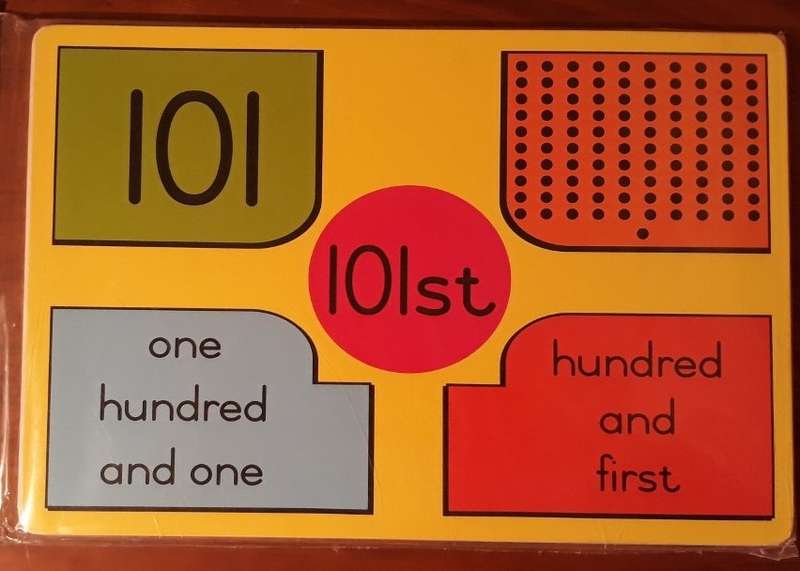 101
101st
one
hundred
and one
hundred
and
first